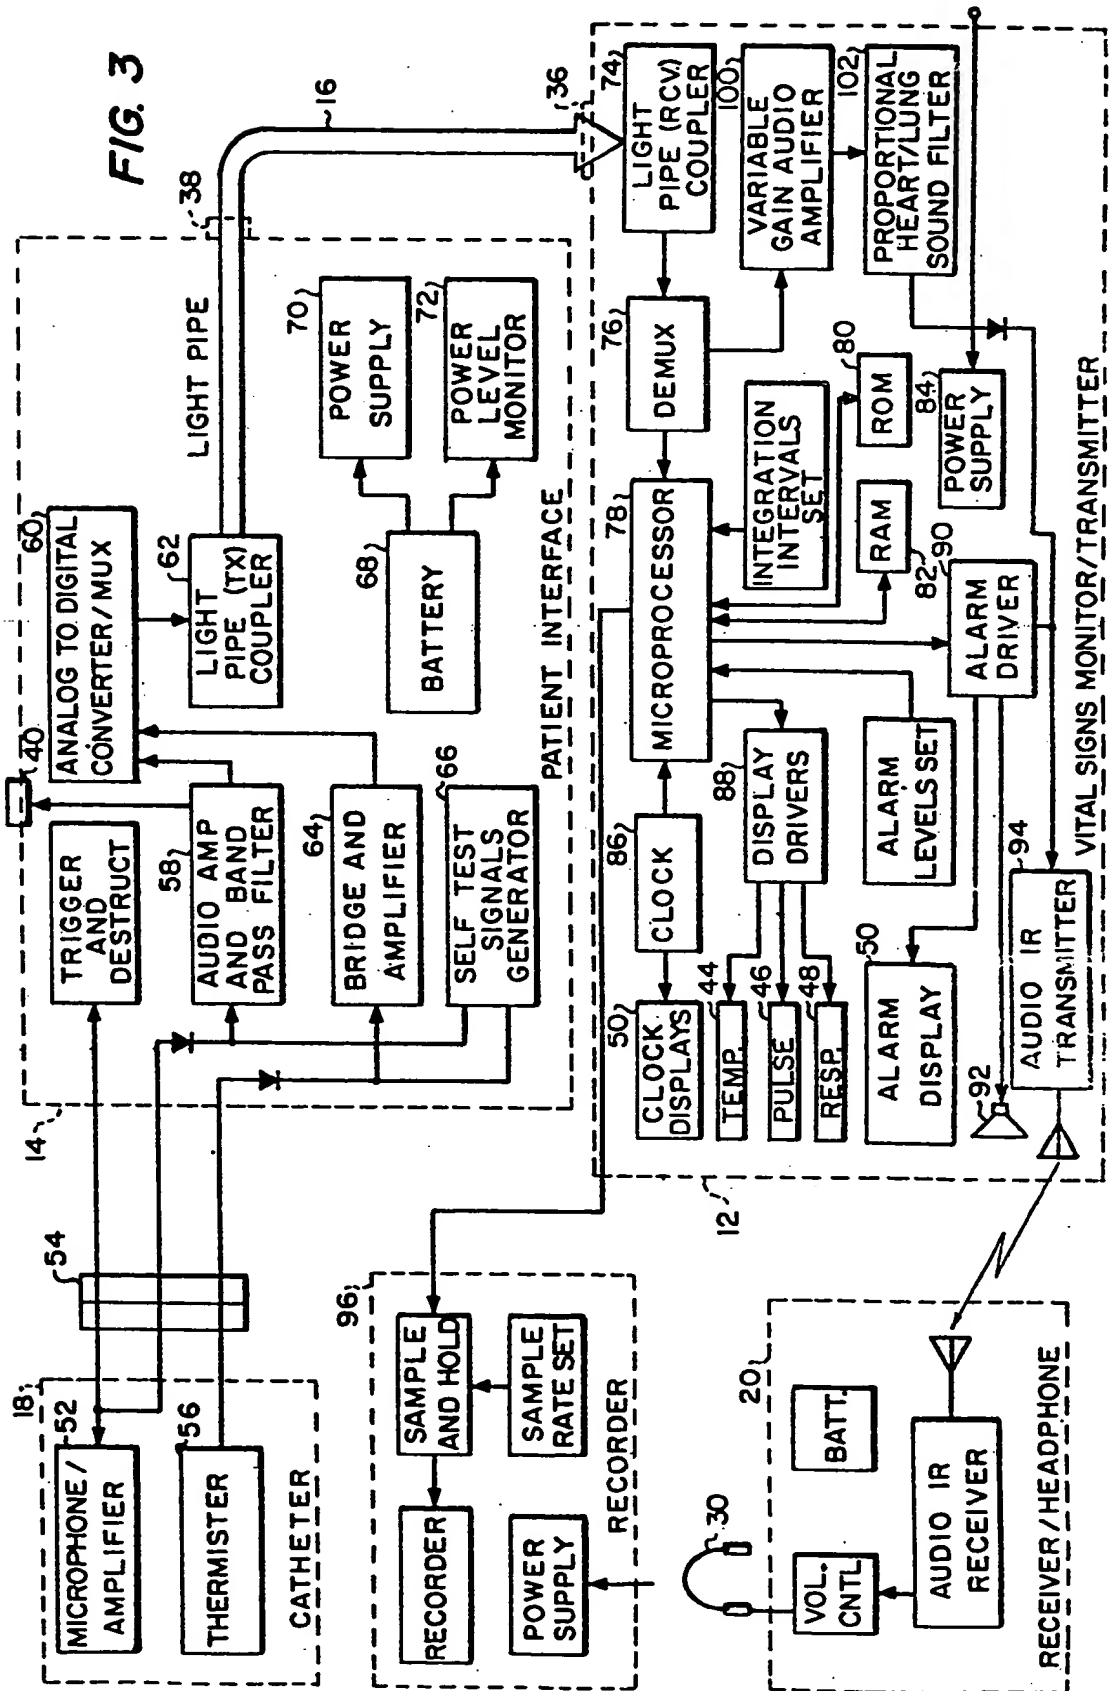 FIG. 3
18
52
MICROPHONE/
AMPLIFIER
56
THERMISTER
CATHETER
54
14
TRIGGER
AND
DESTRUCT
40
58
AUDIO AMP
AND BAND
PASS FILTER
64
BRIDGE AND
AMPLIFIER
66
SELF TEST
SIGNALS
GENERATOR
60
ANALOG TO DIGITAL
CONVERTER/MUX
62
LIGHT
PIPE (TX)
COUPLER
68
BATTERY
70
POWER
SUPPLY
72
POWER
LEVEL
MONITOR
PATIENT INTERFACE
LIGHT PIPE
38
16
36
96
SAMPLE
AND HOLD
SAMPLE
RATE SET
RECORDER
POWER
SUPPLY
RECORDER
12
74
LIGHT
PIPE (RCV.)
COUPLER
76
DEMUX
100
VARIABLE
GAIN AUDIO
AMPLIFIER
102
PROPORTIONAL
HEART/LUNG
SOUND FILTER
78
MICROPROCESSOR
INTEGRATION
INTERVALS
SET
80
ROM
82
RAM
84
POWER
SUPPLY
86
CLOCK
50
CLOCK
DISPLAYS
88
DISPLAY
DRIVERS
44
TEMP.
46
PULSE
48
RESP.
ALARM
LEVELS SET
90
ALARM
DRIVER
50
ALARM
DISPLAY
92
94
AUDIO IR
TRANSMITTER
VITAL SIGNS MONITOR/TRANSMITTER
20
BATT.
30
VOL.
CNTL
AUDIO IR
RECEIVER
RECEIVER/HEADPHONE